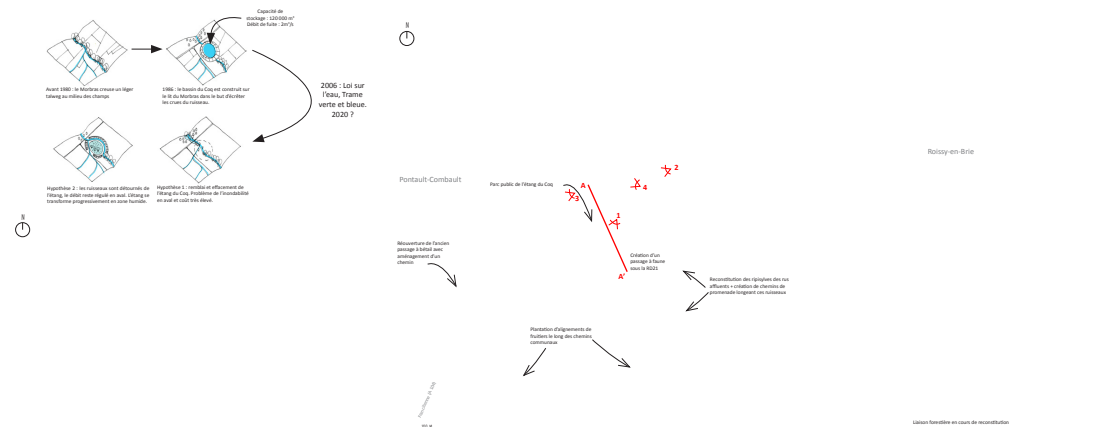 Capacité de
stockage : 120.000 m³
Débit de fuite : 2m³/s
Avant 1980 : le Morbras creuse un léger
talweg au milieu des champs
1986 : le bassin du Coq est construit sur
le lit du Morbras dans le but d'écrêter
les crues du ruisseau.
2006 : Loi sur
l'eau, Trame
verte et bleue.
2020 ?
Hypothèse 2 : les ruisseaux sont détournés de
l'étang, le débit reste régulé en aval. L'étang se
transforme progressivement en zone humide.
Hypothèse 1 : remblai et effacement de
l'étang du Coq. Problème de l'inondabilité
en aval et coût très élevé.
N
N
Pontault-Combault
Roissy-en-Brie
Parc public de l'étang du Coq
A
2
4
3
1
A'
Création d'un
passage à faune
sous la RD21
Réouverture de l'ancien
passage à bétail avec
aménagement d'un
chemin
Reconstitution des ripisylves des rus
affluents + création de chemins de
promenade longeant ces ruisseaux
Plantation d'alignements de
fruitiers le long des chemins
communaux
Liaison forestière en cours de reconstitution